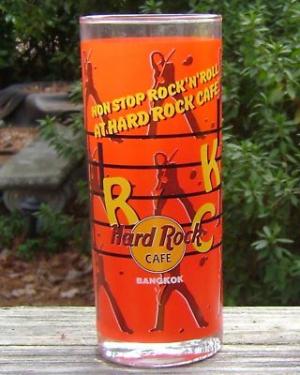 NON STOP ROCK'N'ROLL
AT HARD ROCK CAFE
R
K
C
Hard Rock
CAFE
BANGKOK